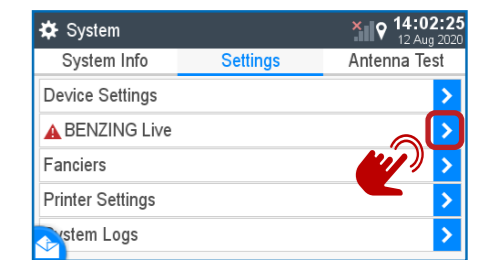 System
14:02:25
12 Aug 2020
System Info Settings Antenna Test
Device Settings
BENZING Live
Fanciers
Printer Settings
System Logs